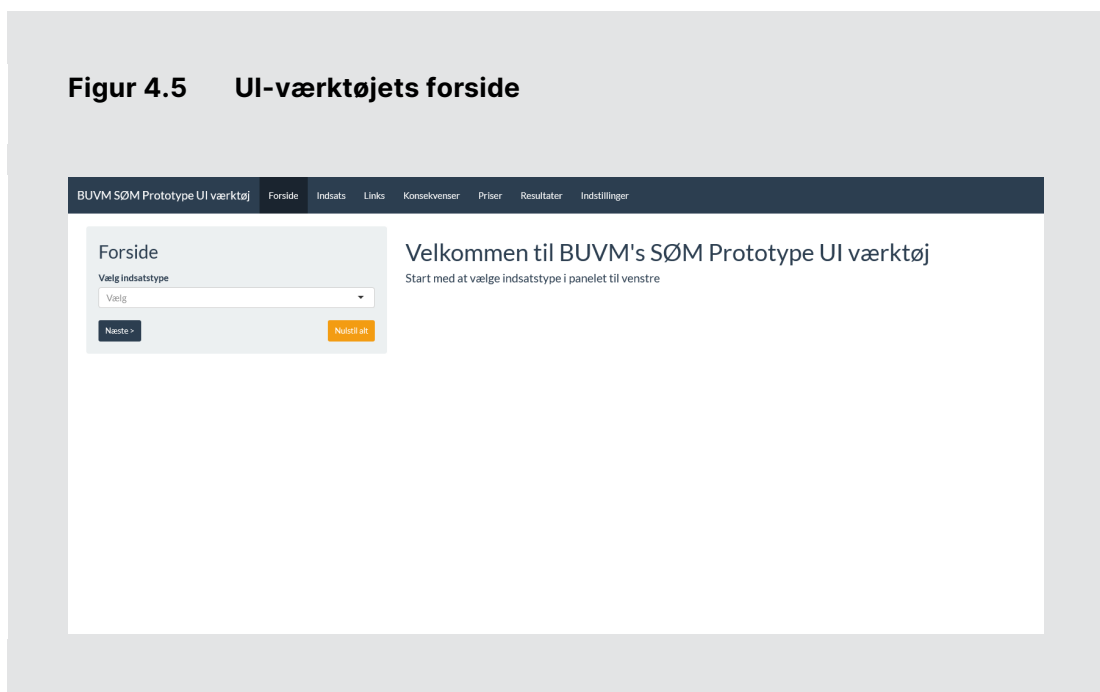 Figur 4.5 UI-værktøjets forside
BUVM SØM Prototype UI værktøj Forside Indsats Links Konsekvenser Priser Resultater Indstillinger
Forside
Vælg indsatstype
Vælg
Næste > Nulstil alt
Velkommen til BUVM's SØM Prototype UI værktøj
Start med at vælge indsatstype i panelet til venstre